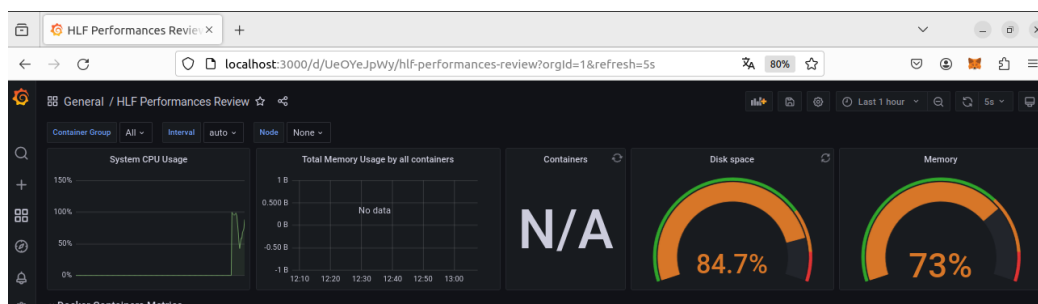 HLF Performances Review
localhost:3000/d/UeOYeJpWy/hlf-performances-review?orgId=1&refresh=5s 80%
General / HLF Performances Review Last 1 hour 5s
Container Group All Interval auto Node None
System CPU Usage
150%
100%
50%
0%
Total Memory Usage by all containers
1 B
0.500 B
0 B
-0.50 B
-1 B
No data
12:10 12:20 12:30 12:40 12:50 13:00
Containers
N/A
Disk space
84.7%
Memory
73%
Docker Containers Metrics